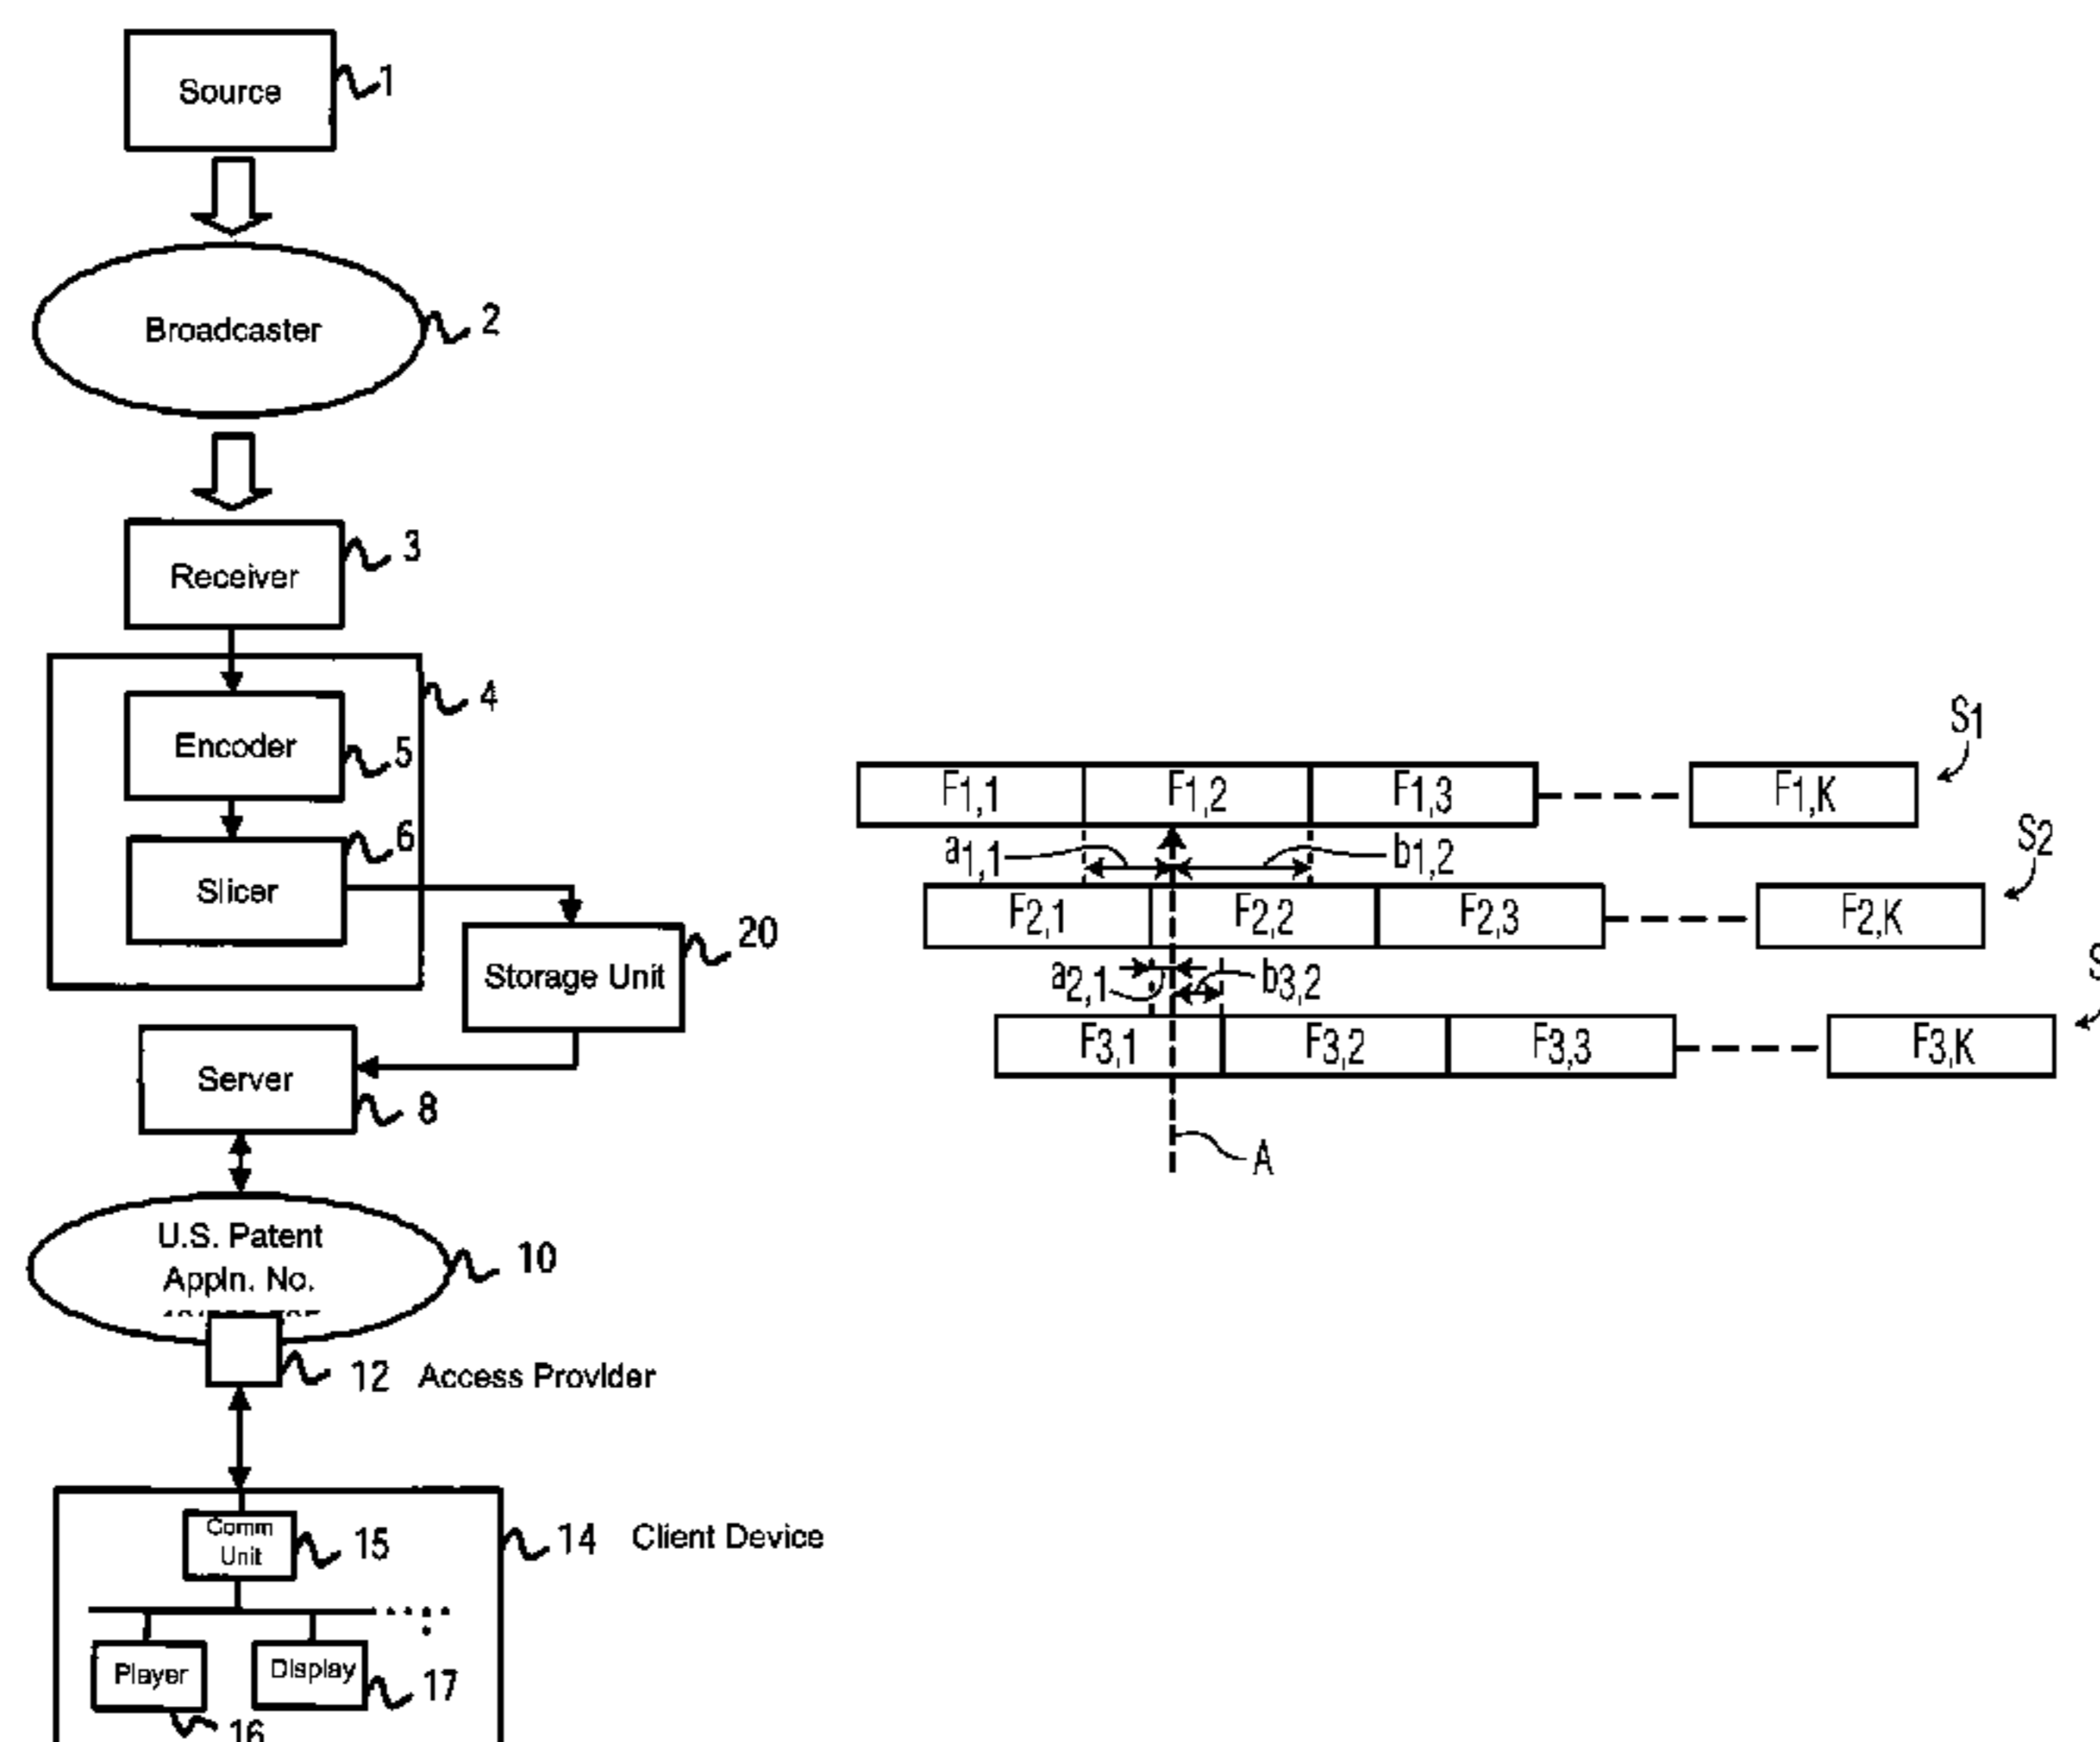 Source
1
Broadcaster
2
Receiver
3
4
Encoder
5
6
Slicer
20
Storage Unit
Server
8
U.S. Patent
Appln. No.
10
12 Access Provider
Comm
Unit
15
14 Client Device
Player
Display
17
16
S1
F1,1 F1,2 F1,3 F1,K
a1,1 b1,2
S2
F2,1 F2,2 F2,3 F2,K
a2,1 b3,2
F3,1 F3,2 F3,3 F3,K
A